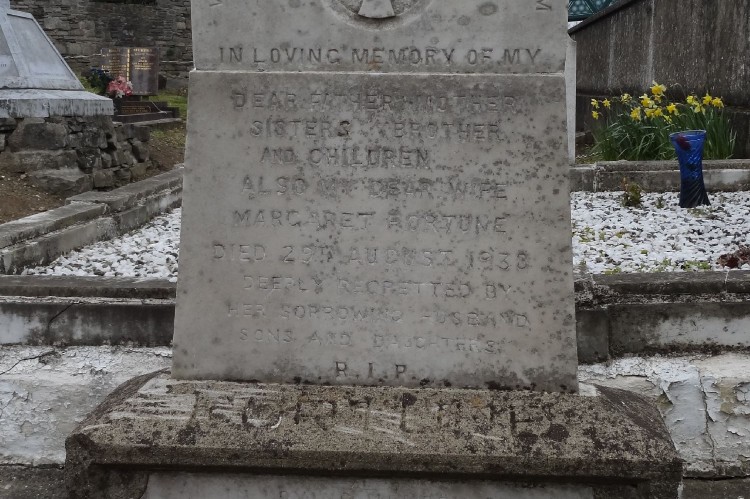 IN LOVING MEMORY OF MY
DEAR FATHER MOTHER
SISTERS BROTHER
AND CHILDREN
ALSO MY DEAR WIFE
MARGARET FORTUNE
DIED AUGUST 1938
DEEPLY REGRETTED BY
HER SORROWING HUSBAND
SONS AND DAUGHTERS
R.I.P.